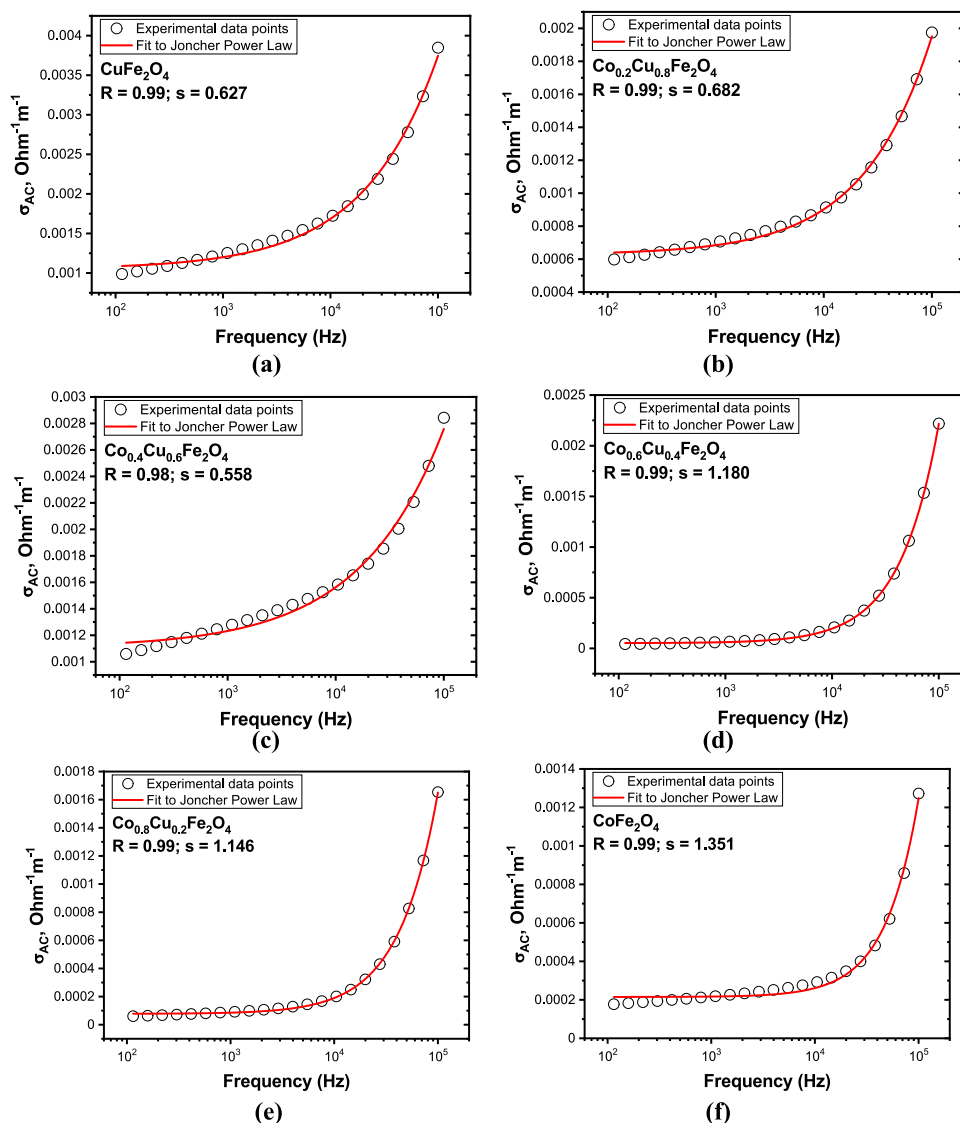 Experimental data points
Fit to Joncher Power Law
CuFe₂O₄
R = 0.99; s = 0.627
0.004
0.0035
0.003
0.0025
0.002
0.0015
0.001
σAC, Ohm⁻¹m⁻¹
10² 10³ 10⁴ 10⁵
Frequency (Hz)
(a)
Experimental data points
Fit to Joncher Power Law
Co₀.₂Cu₀.₈Fe₂O₄
R = 0.99; s = 0.682
0.002
0.0018
0.0016
0.0014
0.0012
0.001
0.0008
0.0006
0.0004
σAC, Ohm⁻¹m⁻¹
10² 10³ 10⁴ 10⁵
Frequency (Hz)
(b)
Experimental data points
Fit to Joncher Power Law
Co₀.₄Cu₀.₆Fe₂O₄
R = 0.98; s = 0.558
0.003
0.0028
0.0026
0.0024
0.0022
0.002
0.0018
0.0016
0.0014
0.0012
0.001
σAC, Ohm⁻¹m⁻¹
10² 10³ 10⁴ 10⁵
Frequency (Hz)
(c)
Experimental data points
Fit to Joncher Power Law
Co₀.₆Cu₀.₄Fe₂O₄
R = 0.99; s = 1.180
0.0025
0.002
0.0015
0.001
0.0005
0
σAC, Ohm⁻¹m⁻¹
10² 10³ 10⁴ 10⁵
Frequency (Hz)
(d)
Experimental data points
Fit to Joncher Power Law
Co₀.₈Cu₀.₂Fe₂O₄
R = 0.99; s = 1.146
0.0018
0.0016
0.0014
0.0012
0.001
0.0008
0.0006
0.0004
0.0002
0
σAC, Ohm⁻¹m⁻¹
10² 10³ 10⁴ 10⁵
Frequency (Hz)
(e)
Experimental data points
Fit to Joncher Power Law
CoFe₂O₄
R = 0.99; s = 1.351
0.0014
0.0012
0.001
0.0008
0.0006
0.0004
0.0002
0
σAC, Ohm⁻¹m⁻¹
10² 10³ 10⁴ 10⁵
Frequency (Hz)
(f)